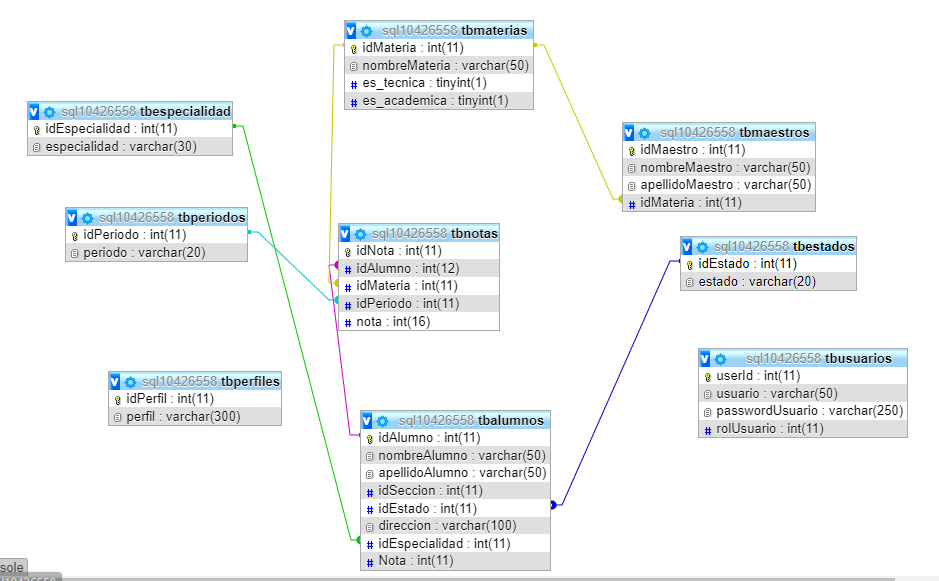 sql10426558 tbmaterias
idMateria : int(11)
nombreMateria : varchar(50)
es_tecnica : tinyint(1)
es_academica : tinyint(1)
sql10426558 tbespecialidad
idEspecialidad : int(11)
especialidad : varchar(30)
sql10426558 tbmaestros
idMaestro : int(11)
nombreMaestro : varchar(50)
apellidoMaestro : varchar(50)
idMateria : int(11)
sql10426558 tbperiodos
idPeriodo : int(11)
periodo : varchar(20)
sql10426558 tbnotas
idNota : int(11)
idAlumno : int(12)
idMateria : int(11)
idPeriodo : int(11)
nota : int(16)
sql10426558 tbestados
idEstado : int(11)
estado : varchar(20)
sql10426558 tbusuarios
userId : int(11)
usuario : varchar(50)
passwordUsuario : varchar(250)
rolUsuario : int(11)
sql10426558 tbperfiles
idPerfil : int(11)
perfil : varchar(300)
sql10426558 tbalumnos
idAlumno : int(11)
nombreAlumno : varchar(50)
apellidoAlumno : varchar(50)
idSeccion : int(11)
idEstado : int(11)
direccion : varchar(100)
idEspecialidad : int(11)
Nota : int(11)
sole